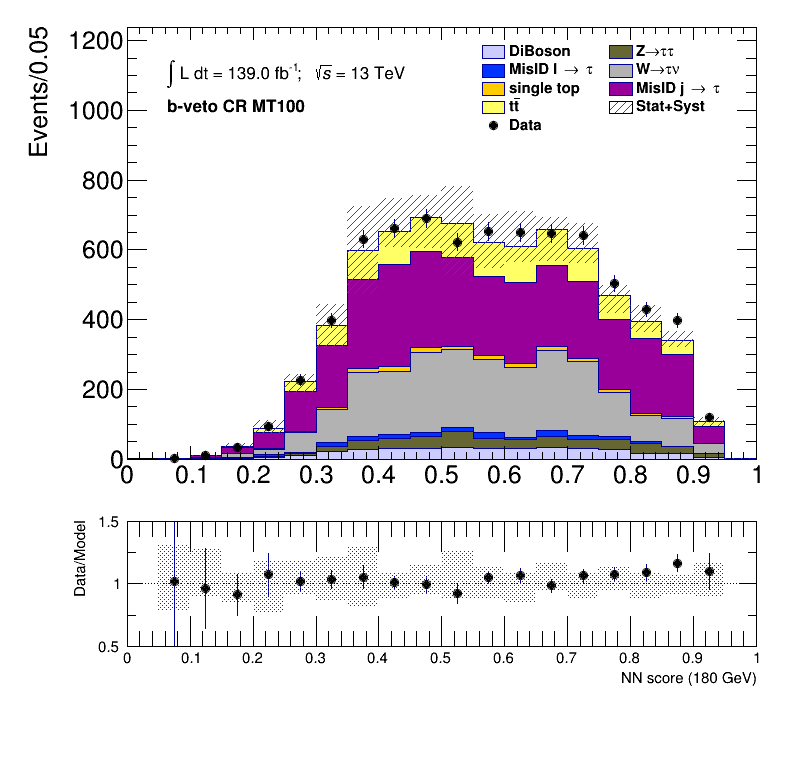 Events/0.05
1200
1000
800
600
400
200
0
∫ L dt = 139.0 fb⁻¹; √s = 13 TeV
b-veto CR MT100
DiBoson
Z→ττ
MisID l → τ
W→τν
single top
MisID j → τ
tt̄
Stat+Syst
Data
0 0.1 0.2 0.3 0.4 0.5 0.6 0.7 0.8 0.9 1
Data/Model
1.5
1
0.5
0 0.1 0.2 0.3 0.4 0.5 0.6 0.7 0.8 0.9 1
NN score (180 GeV)